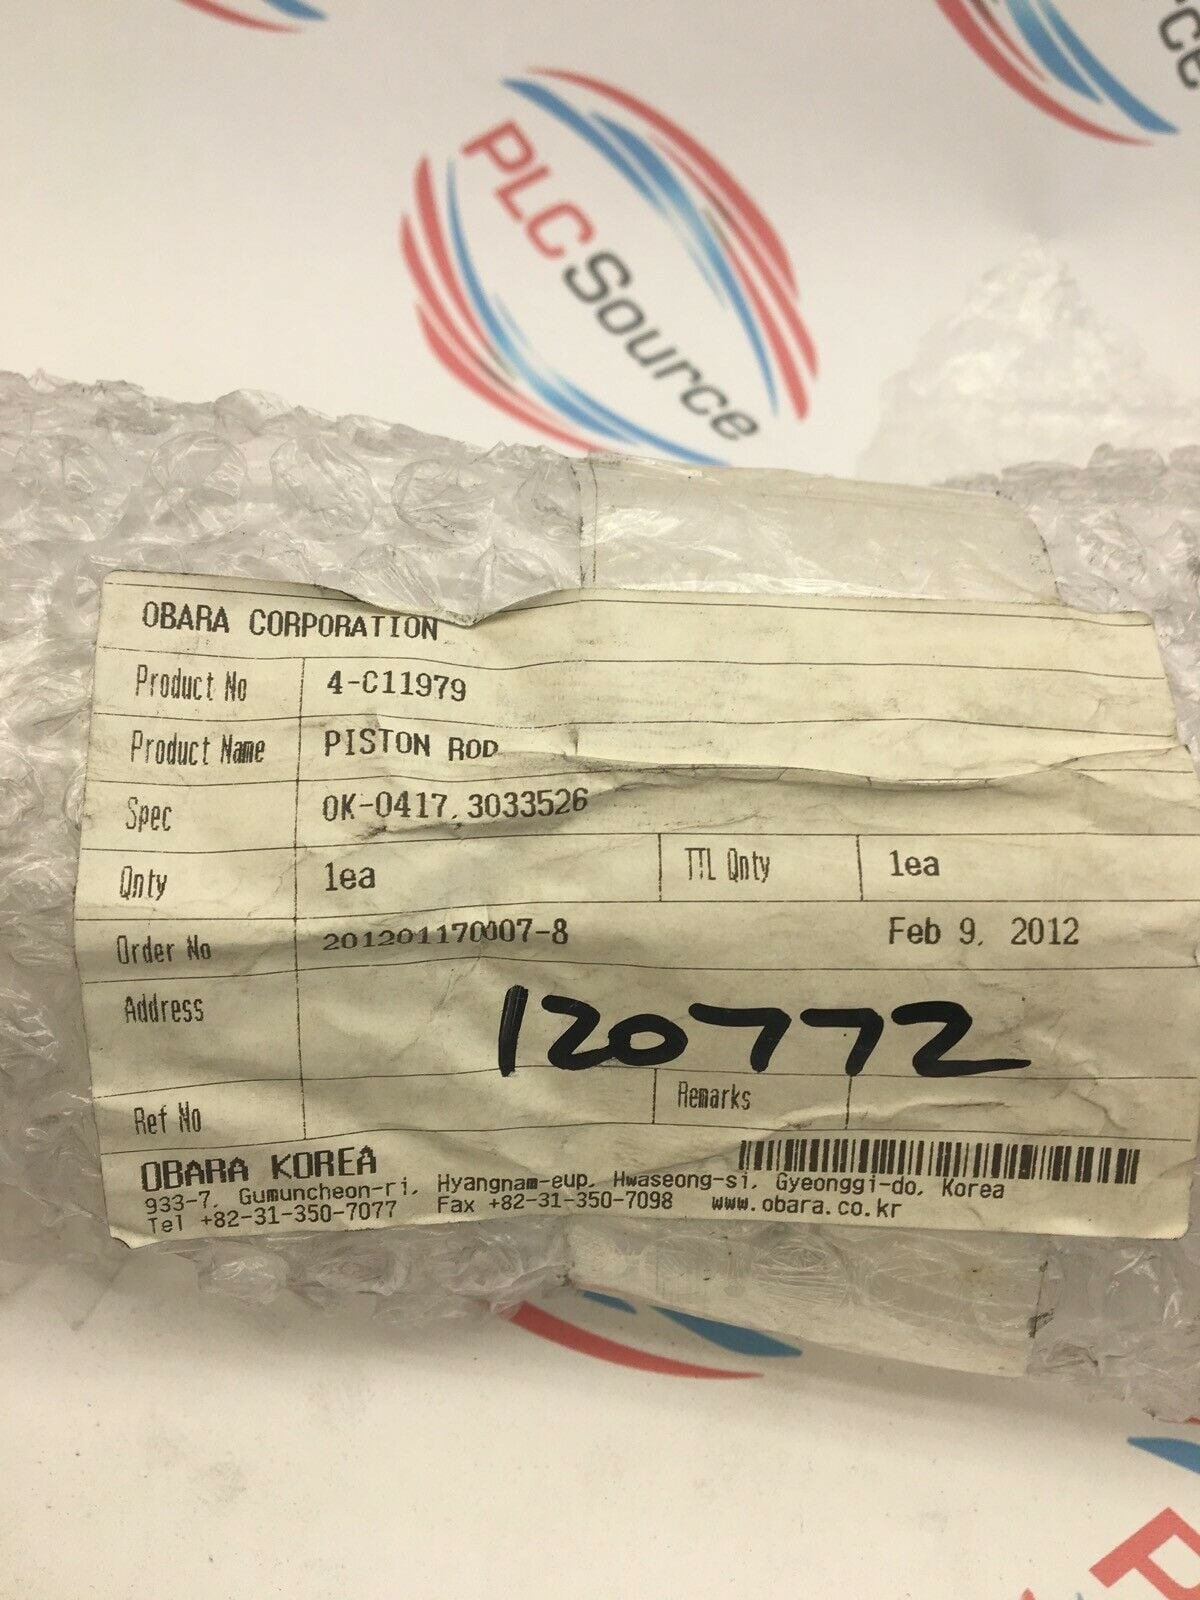 PLC Source
rce
OBARA CORPORATION
Product No 4-C11979
Product Name PISTON ROD
Spec OK-0417, 3033526
Qnty 1ea TTL Qnty 1ea
Order No 201201170007-8 Feb 9, 2012
Address 120772
Ref No Remarks
OBARA KOREA
933-7, Gumuncheon-ri, Hyangnam-eup, Hwaseong-si, Gyeonggi-do, Korea
Tel +82-31-350-7077 Fax +82-31-350-7098 www.obara.co.kr
P